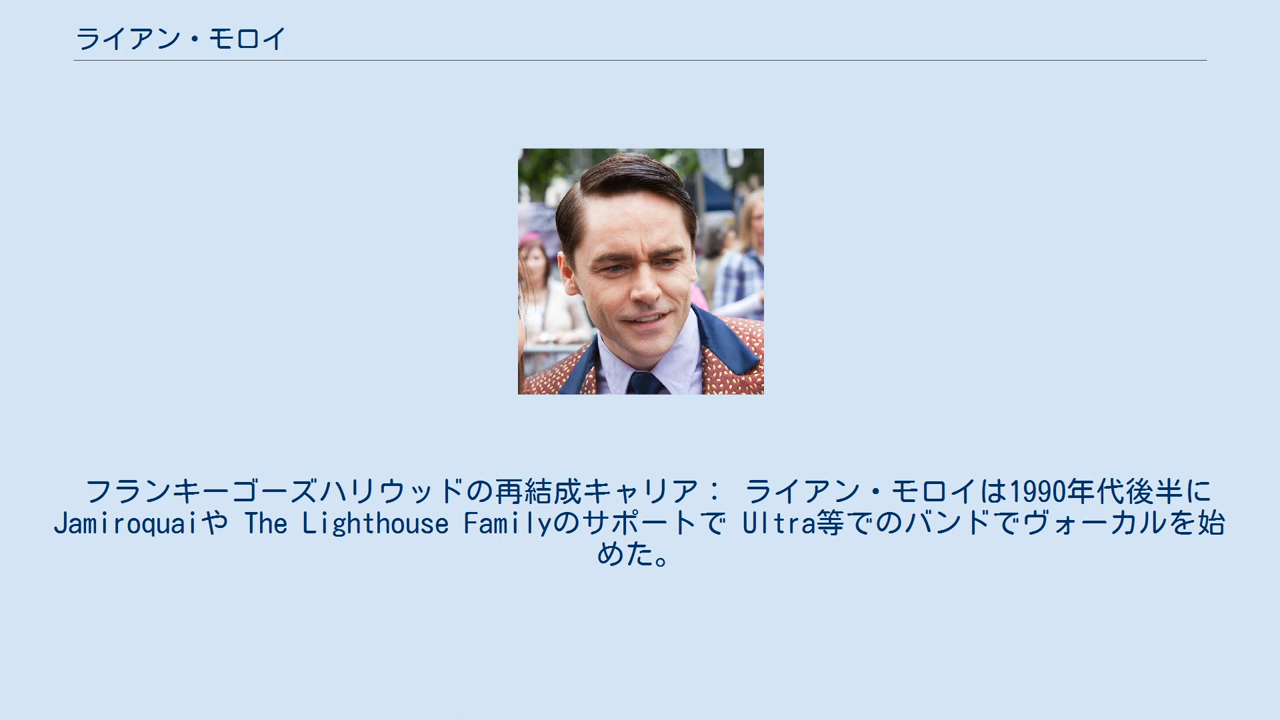 ライアン・モロイ
フランキーゴーズハリウッドの再結成キャリア： ライアン・モロイは1990年代後半に
Jamiroquaiや The Lighthouse Familyのサポートで Ultra等でのバンドでヴォーカルを始
めた。